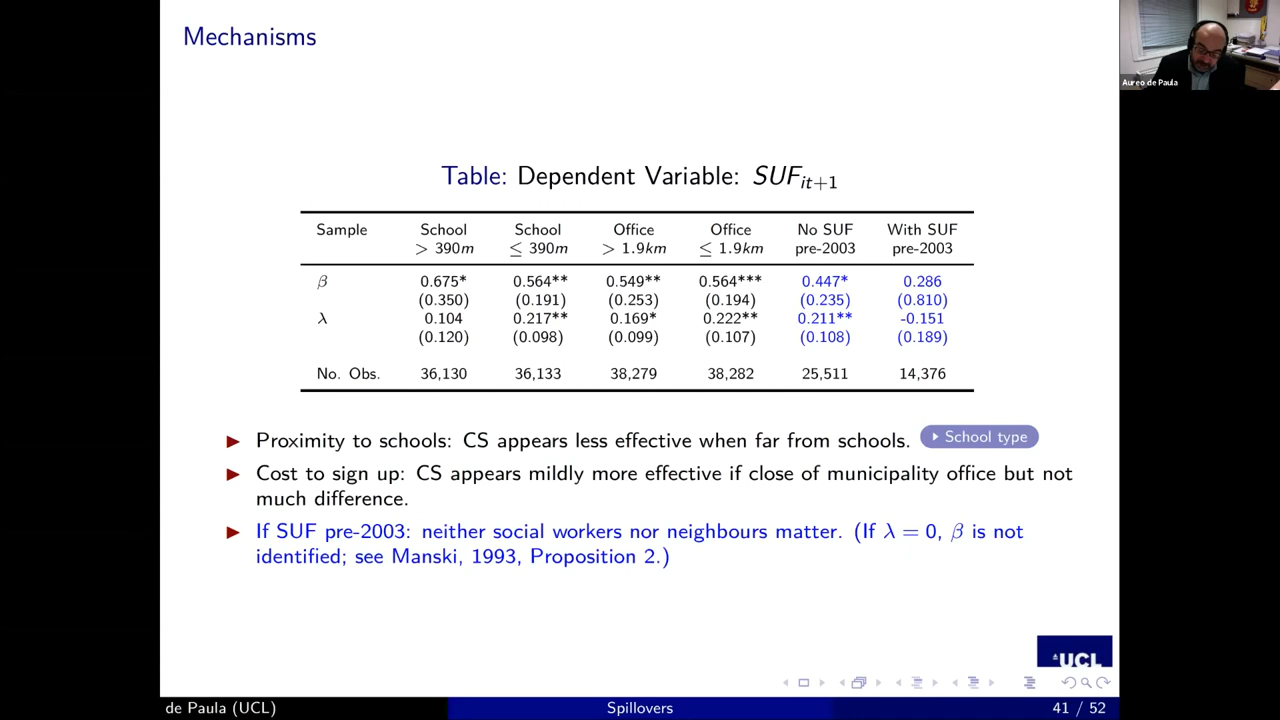 Mechanisms
Aureo de Paula
Table: Dependent Variable: SUFit+1
Sample School School Office Office No SUF With SUF
> 390m ≤ 390m > 1.9km ≤ 1.9km pre-2003 pre-2003
β 0.675* 0.564** 0.549** 0.564*** 0.447* 0.286
(0.350) (0.191) (0.253) (0.194) (0.235) (0.810)
λ 0.104 0.217** 0.169* 0.222** 0.211** -0.151
(0.120) (0.098) (0.099) (0.107) (0.108) (0.189)
No. Obs. 36,130 36,133 38,279 38,282 25,511 14,376
Proximity to schools: CS appears less effective when far from schools. School type
Cost to sign up: CS appears mildly more effective if close of municipality office but not
much difference.
If SUF pre-2003: neither social workers nor neighbours matter. (If λ = 0, β is not
identified; see Manski, 1993, Proposition 2.)
UCL
de Paula (UCL) Spillovers 41 / 52